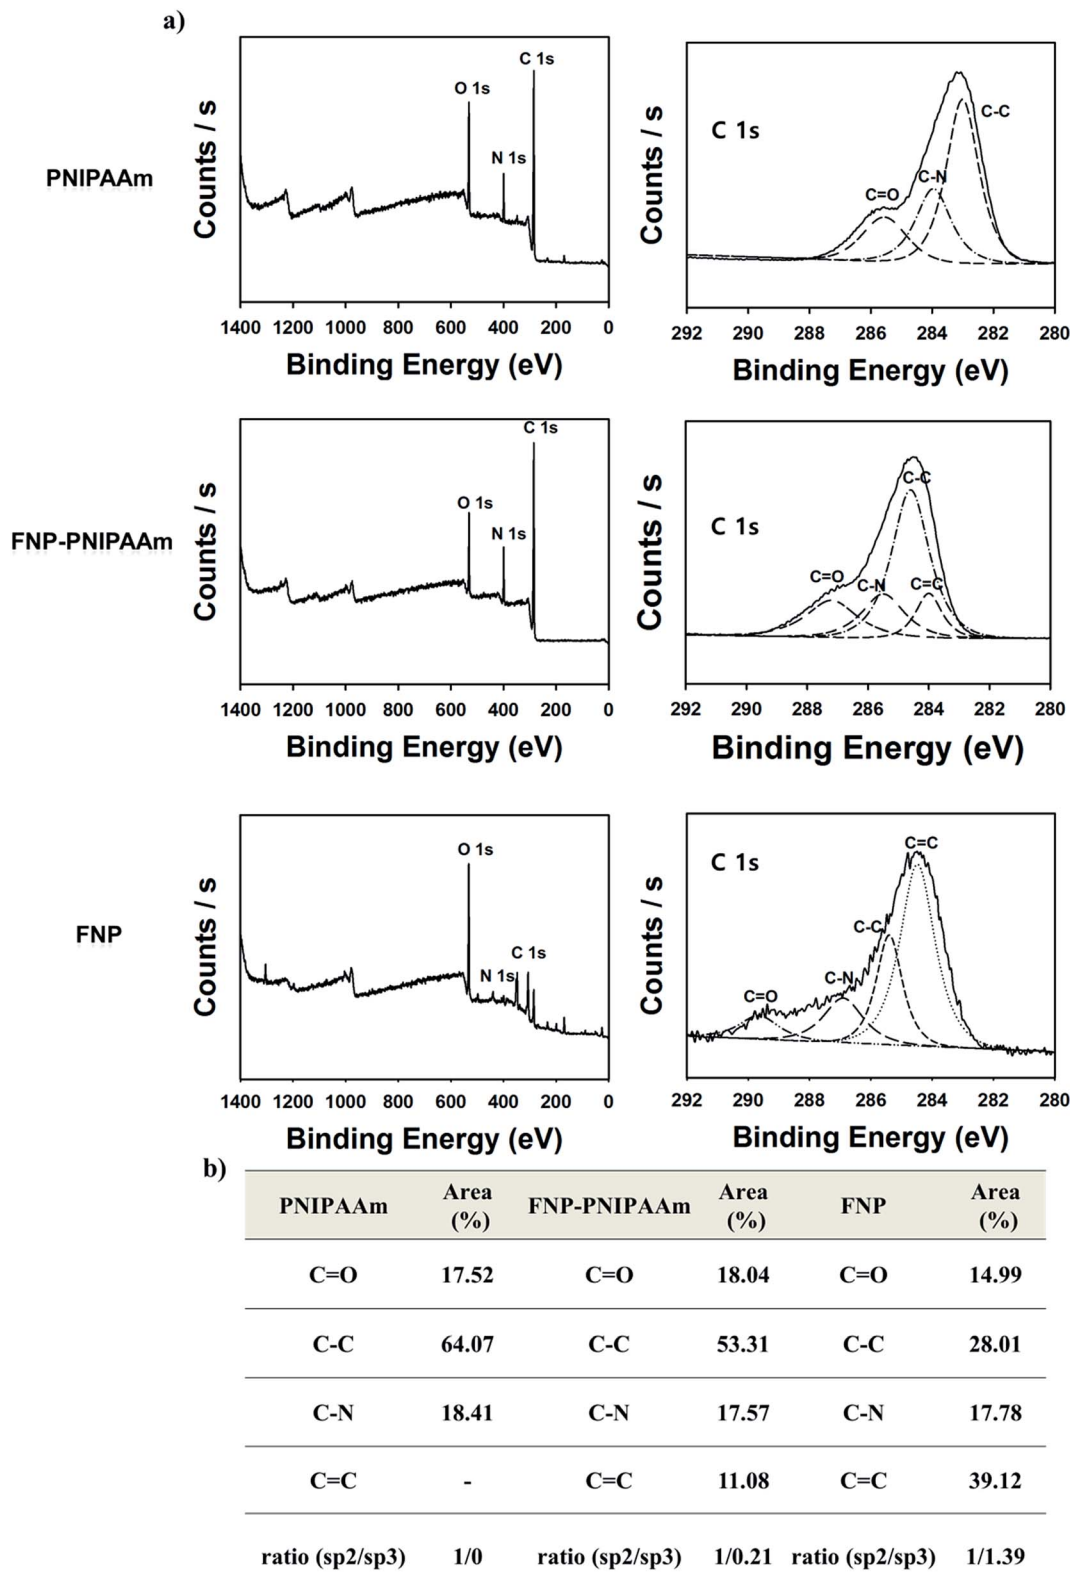 a)
PNIPAAm
Counts / s
O 1s
N 1s
C 1s
1400 1200 1000 800 600 400 200 0
Binding Energy (eV)
Counts / s
C 1s
C=O
C-N
C-C
292 290 288 286 284 282 280
Binding Energy (eV)
FNP-PNIPAAm
Counts / s
O 1s
N 1s
C 1s
1400 1200 1000 800 600 400 200 0
Binding Energy (eV)
Counts / s
C 1s
C=O
C-N
C-C
C=C
292 290 288 286 284 282 280
Binding Energy (eV)
FNP
Counts / s
O 1s
N 1s
C 1s
1400 1200 1000 800 600 400 200 0
Binding Energy (eV)
Counts / s
C 1s
C=O
C-N
C-C
C=C
292 290 288 286 284 282 280
Binding Energy (eV)
b)
PNIPAAm Area (%) FNP-PNIPAAm Area (%) FNP Area (%)
C=O 17.52 C=O 18.04 C=O 14.99
C-C 64.07 C-C 53.31 C-C 28.01
C-N 18.41 C-N 17.57 C-N 17.78
C=C - C=C 11.08 C=C 39.12
ratio (sp2/sp3) 1/0 ratio (sp2/sp3) 1/0.21 ratio (sp2/sp3) 1/1.39